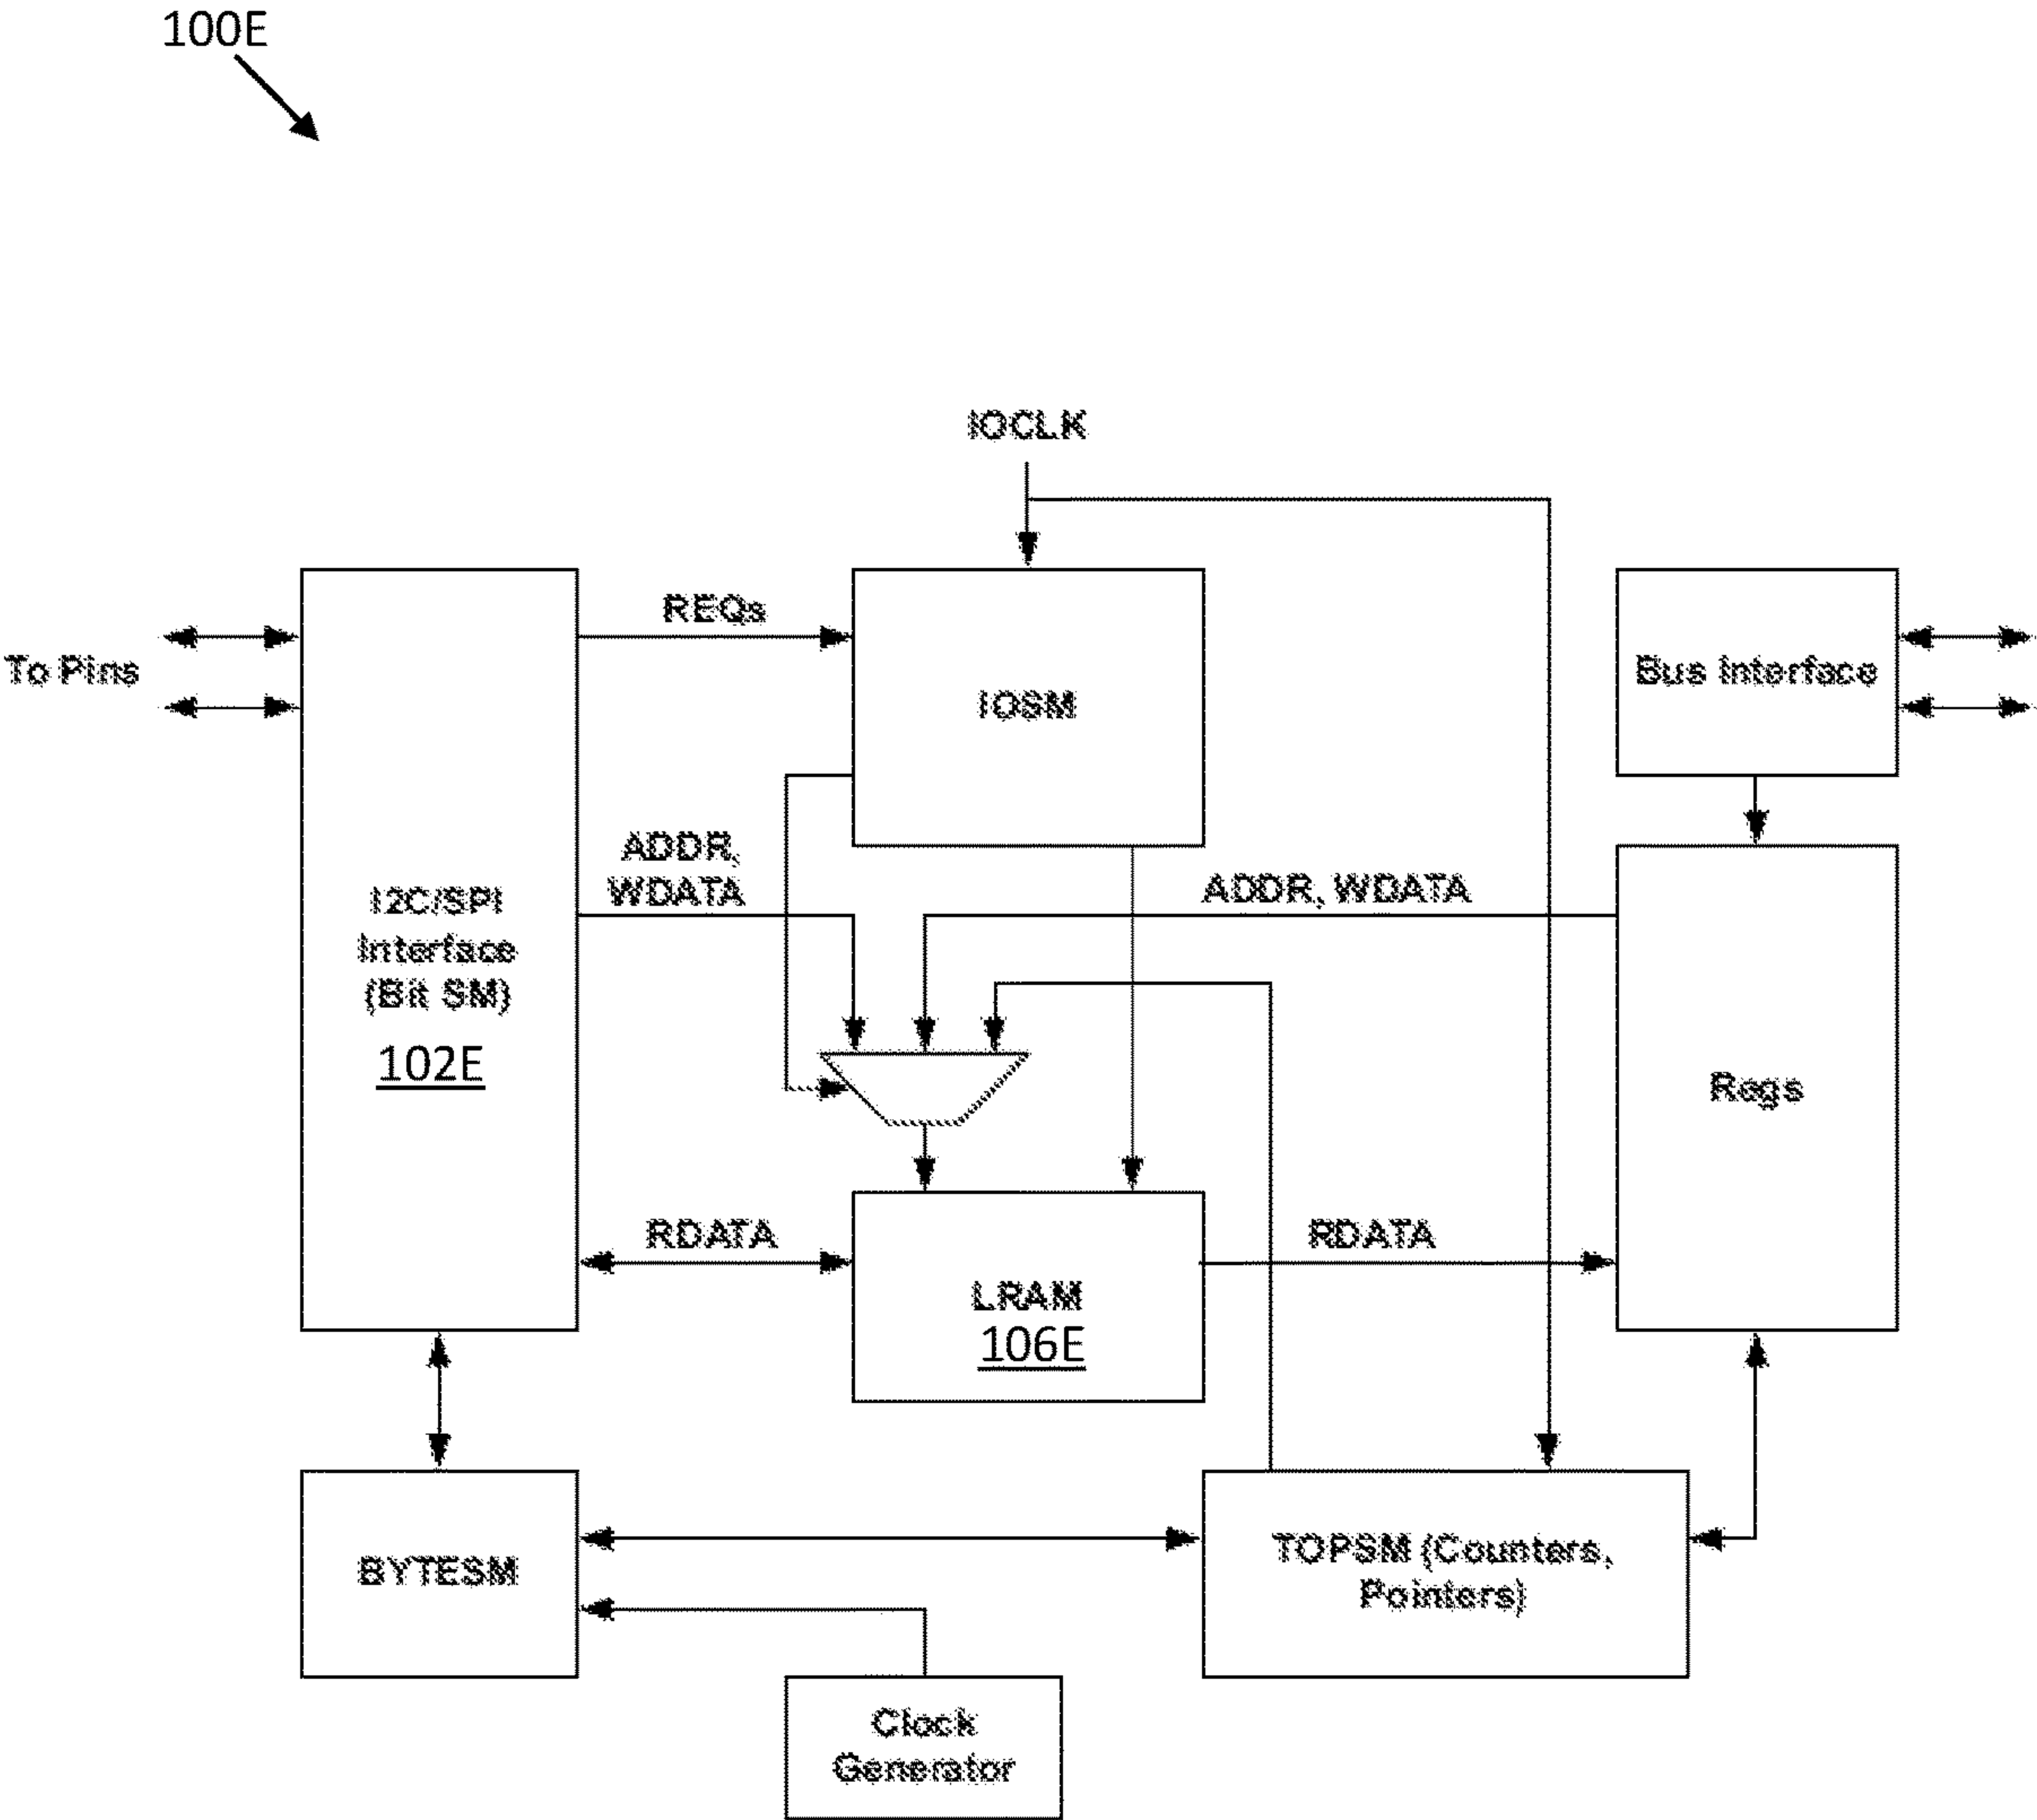 100E
IOCLK
REQs
To Pins
IOSM
Bus Interface
ADDR,
WDATA
ADDR, WDATA
I2C/SPI
Interface
(Bit SM)
102E
Regs
RDATA
RDATA
LRAM
106E
BYTESM
TOPSM (Counters,
Pointers)
Clock
Generator